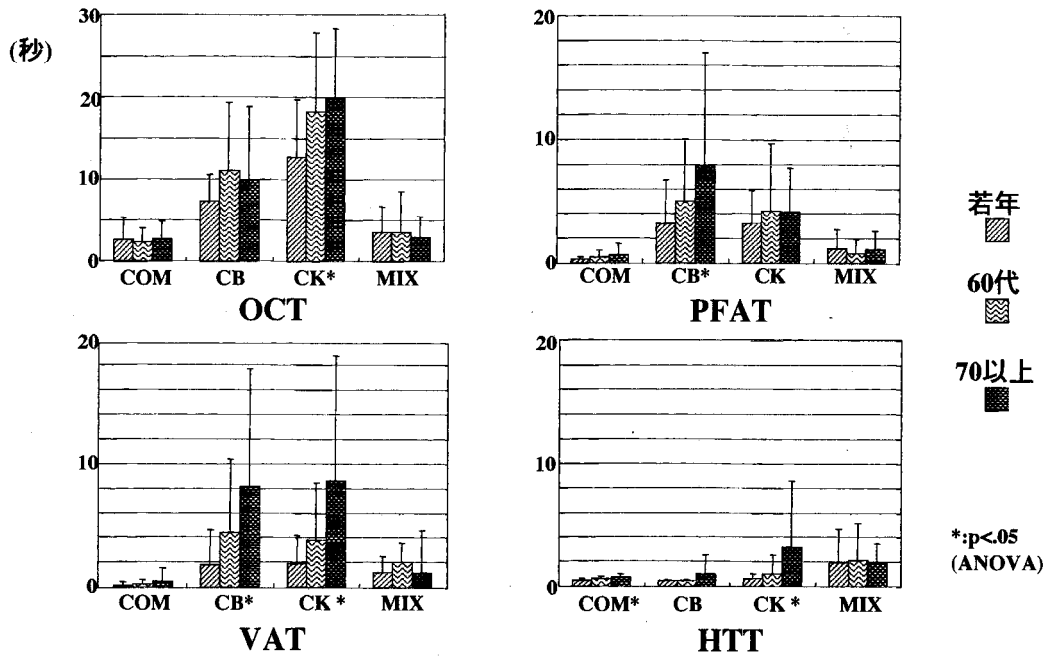 (秒)
30
20
10
0
COM CB CK* MIX
OCT
20
10
0
COM CB* CK MIX
PFAT
20
10
0
COM CB* CK * MIX
VAT
20
10
0
COM* CB CK * MIX
HTT
若年
60代
70以上
*:p<.05
(ANOVA)